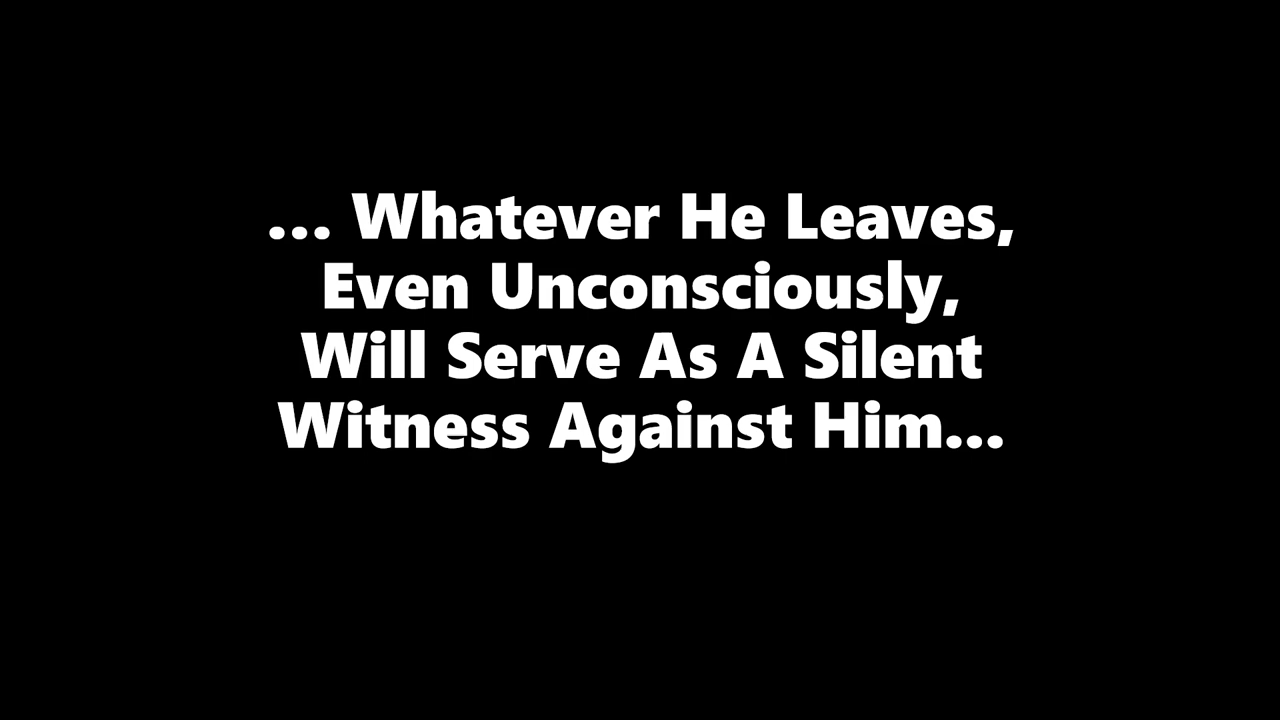 ... Whatever He Leaves,
Even Unconsciously,
Will Serve As A Silent
Witness Against Him...